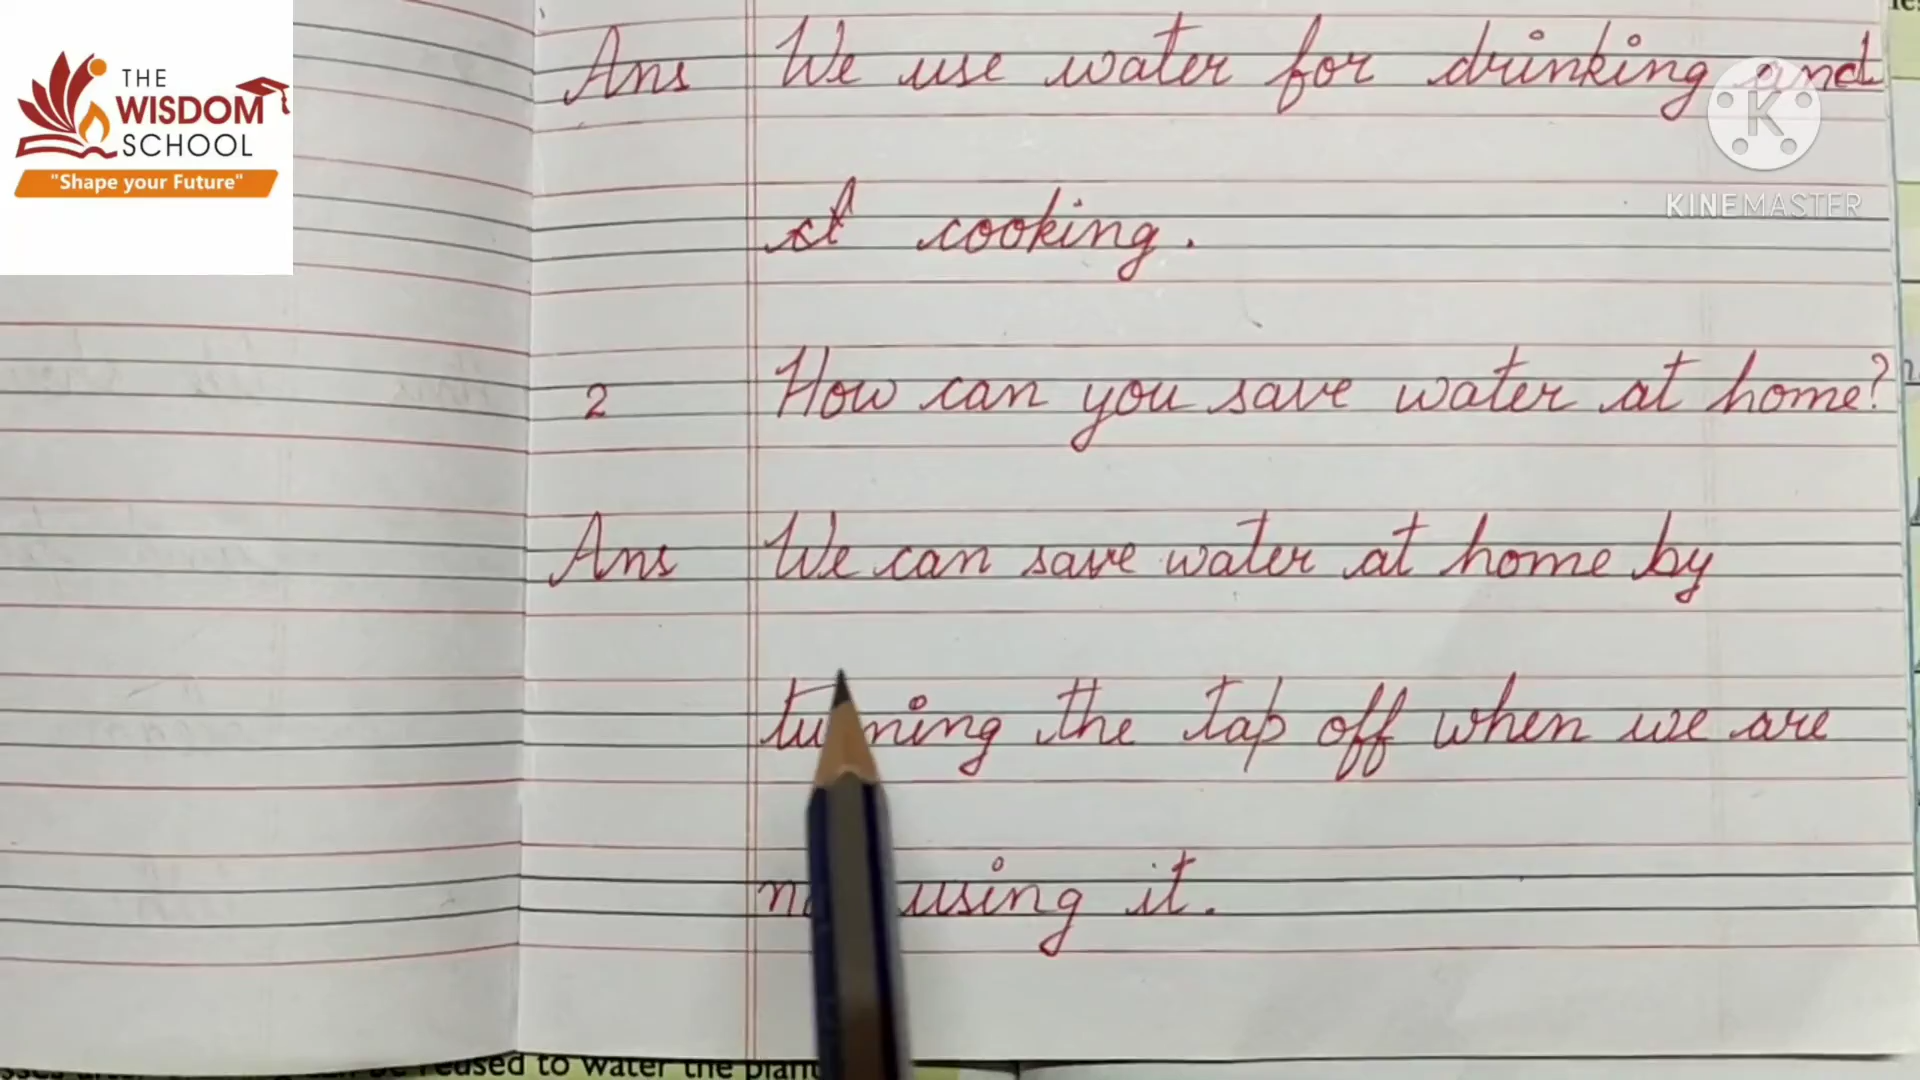 THE
WISDOM
SCHOOL
"Shape your Future"
KINEMASTER
Ans We use water for drinking and
cooking.
2 How can you save water at home?
Ans We can save water at home by
turning the tap off when we are
using it.
used to water the